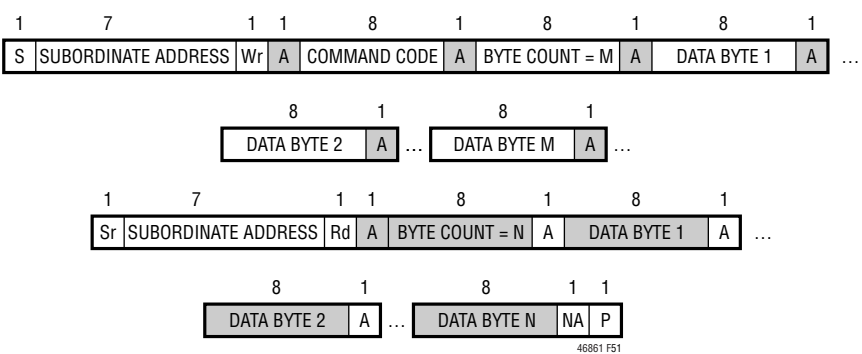 1 7 1 1 8 1 8 1 8 1
S SUBORDINATE ADDRESS Wr A COMMAND CODE A BYTE COUNT = M A DATA BYTE 1 A …
8 1 8 1
DATA BYTE 2 A … DATA BYTE M A …
1 7 1 1 8 1 8 1
Sr SUBORDINATE ADDRESS Rd A BYTE COUNT = N A DATA BYTE 1 A …
8 1 8 1 1
DATA BYTE 2 A … DATA BYTE N NA P
46861 F51